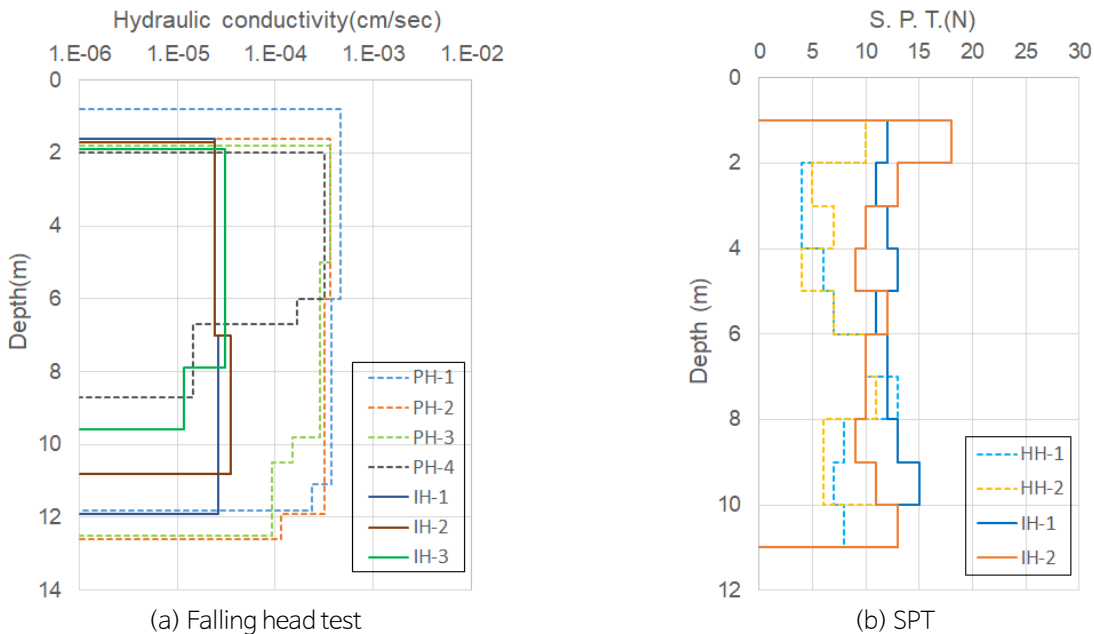 Hydraulic conductivity(cm/sec)
1.E-06 1.E-05 1.E-04 1.E-03 1.E-02
0
2
4
6
8
10
12
14
Depth(m)
PH-1
PH-2
PH-3
PH-4
IH-1
IH-2
IH-3
(a) Falling head test
S. P. T.(N)
0 5 10 15 20 25 30
0
2
4
6
8
10
12
Depth (m)
HH-1
HH-2
IH-1
IH-2
(b) SPT